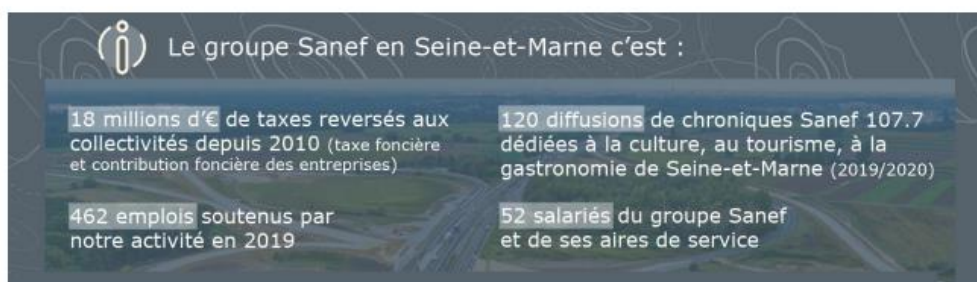 Le groupe Sanef en Seine-et-Marne c'est :
18 millions d'€ de taxes reversés aux
collectivités depuis 2010 (taxe foncière
et contribution foncière des entreprises)
462 emplois soutenus par
notre activité en 2019
120 diffusions de chroniques Sanef 107.7
dédiées à la culture, au tourisme, à la
gastronomie de Seine-et-Marne (2019/2020)
52 salariés du groupe Sanef
et de ses aires de service